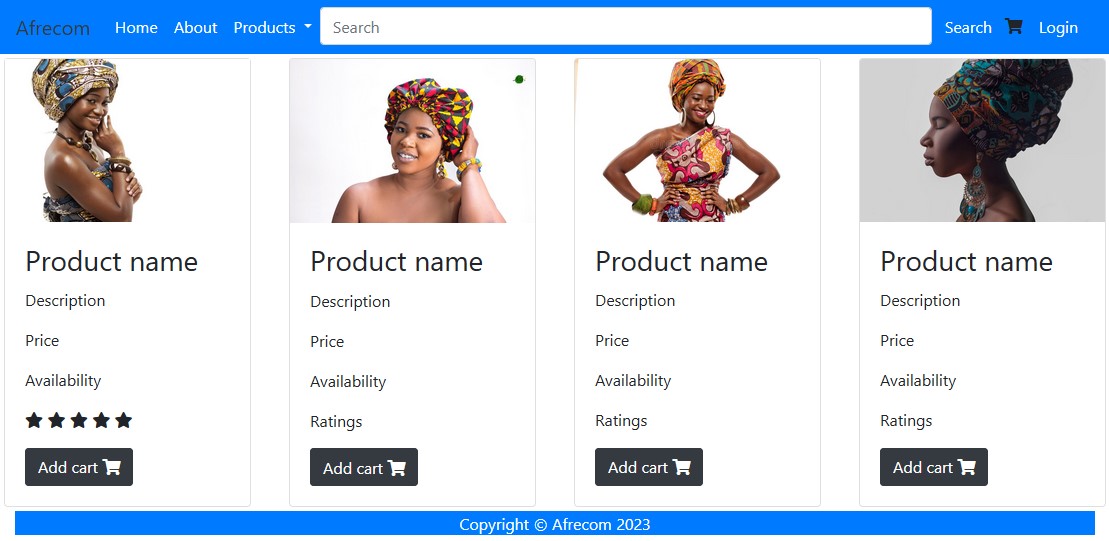 Afrecom Home About Products Search Search Login
Product name Product name Product name Product name
Description Description Description Description
Price Price Price Price
Availability Availability Availability Availability
Ratings Ratings Ratings
Add cart Add cart Add cart Add cart
Copyright © Afrecom 2023